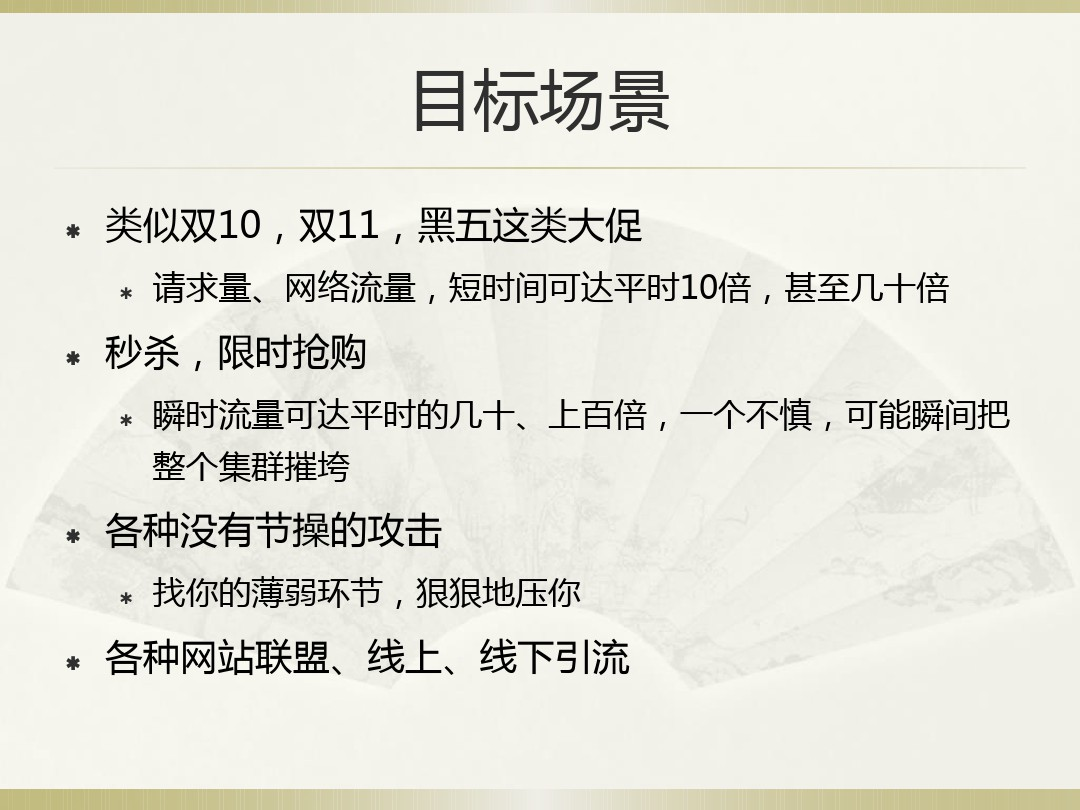 目标场景
类似双10，双11，黑五这类大促
请求量、网络流量，短时间可达平时10倍，甚至几十倍
秒杀，限时抢购
瞬时流量可达平时的几十、上百倍，一个不慎，可能瞬间把
整个集群摧垮
各种没有节操的攻击
找你的薄弱环节，狠狠地压你
各种网站联盟、线上、线下引流